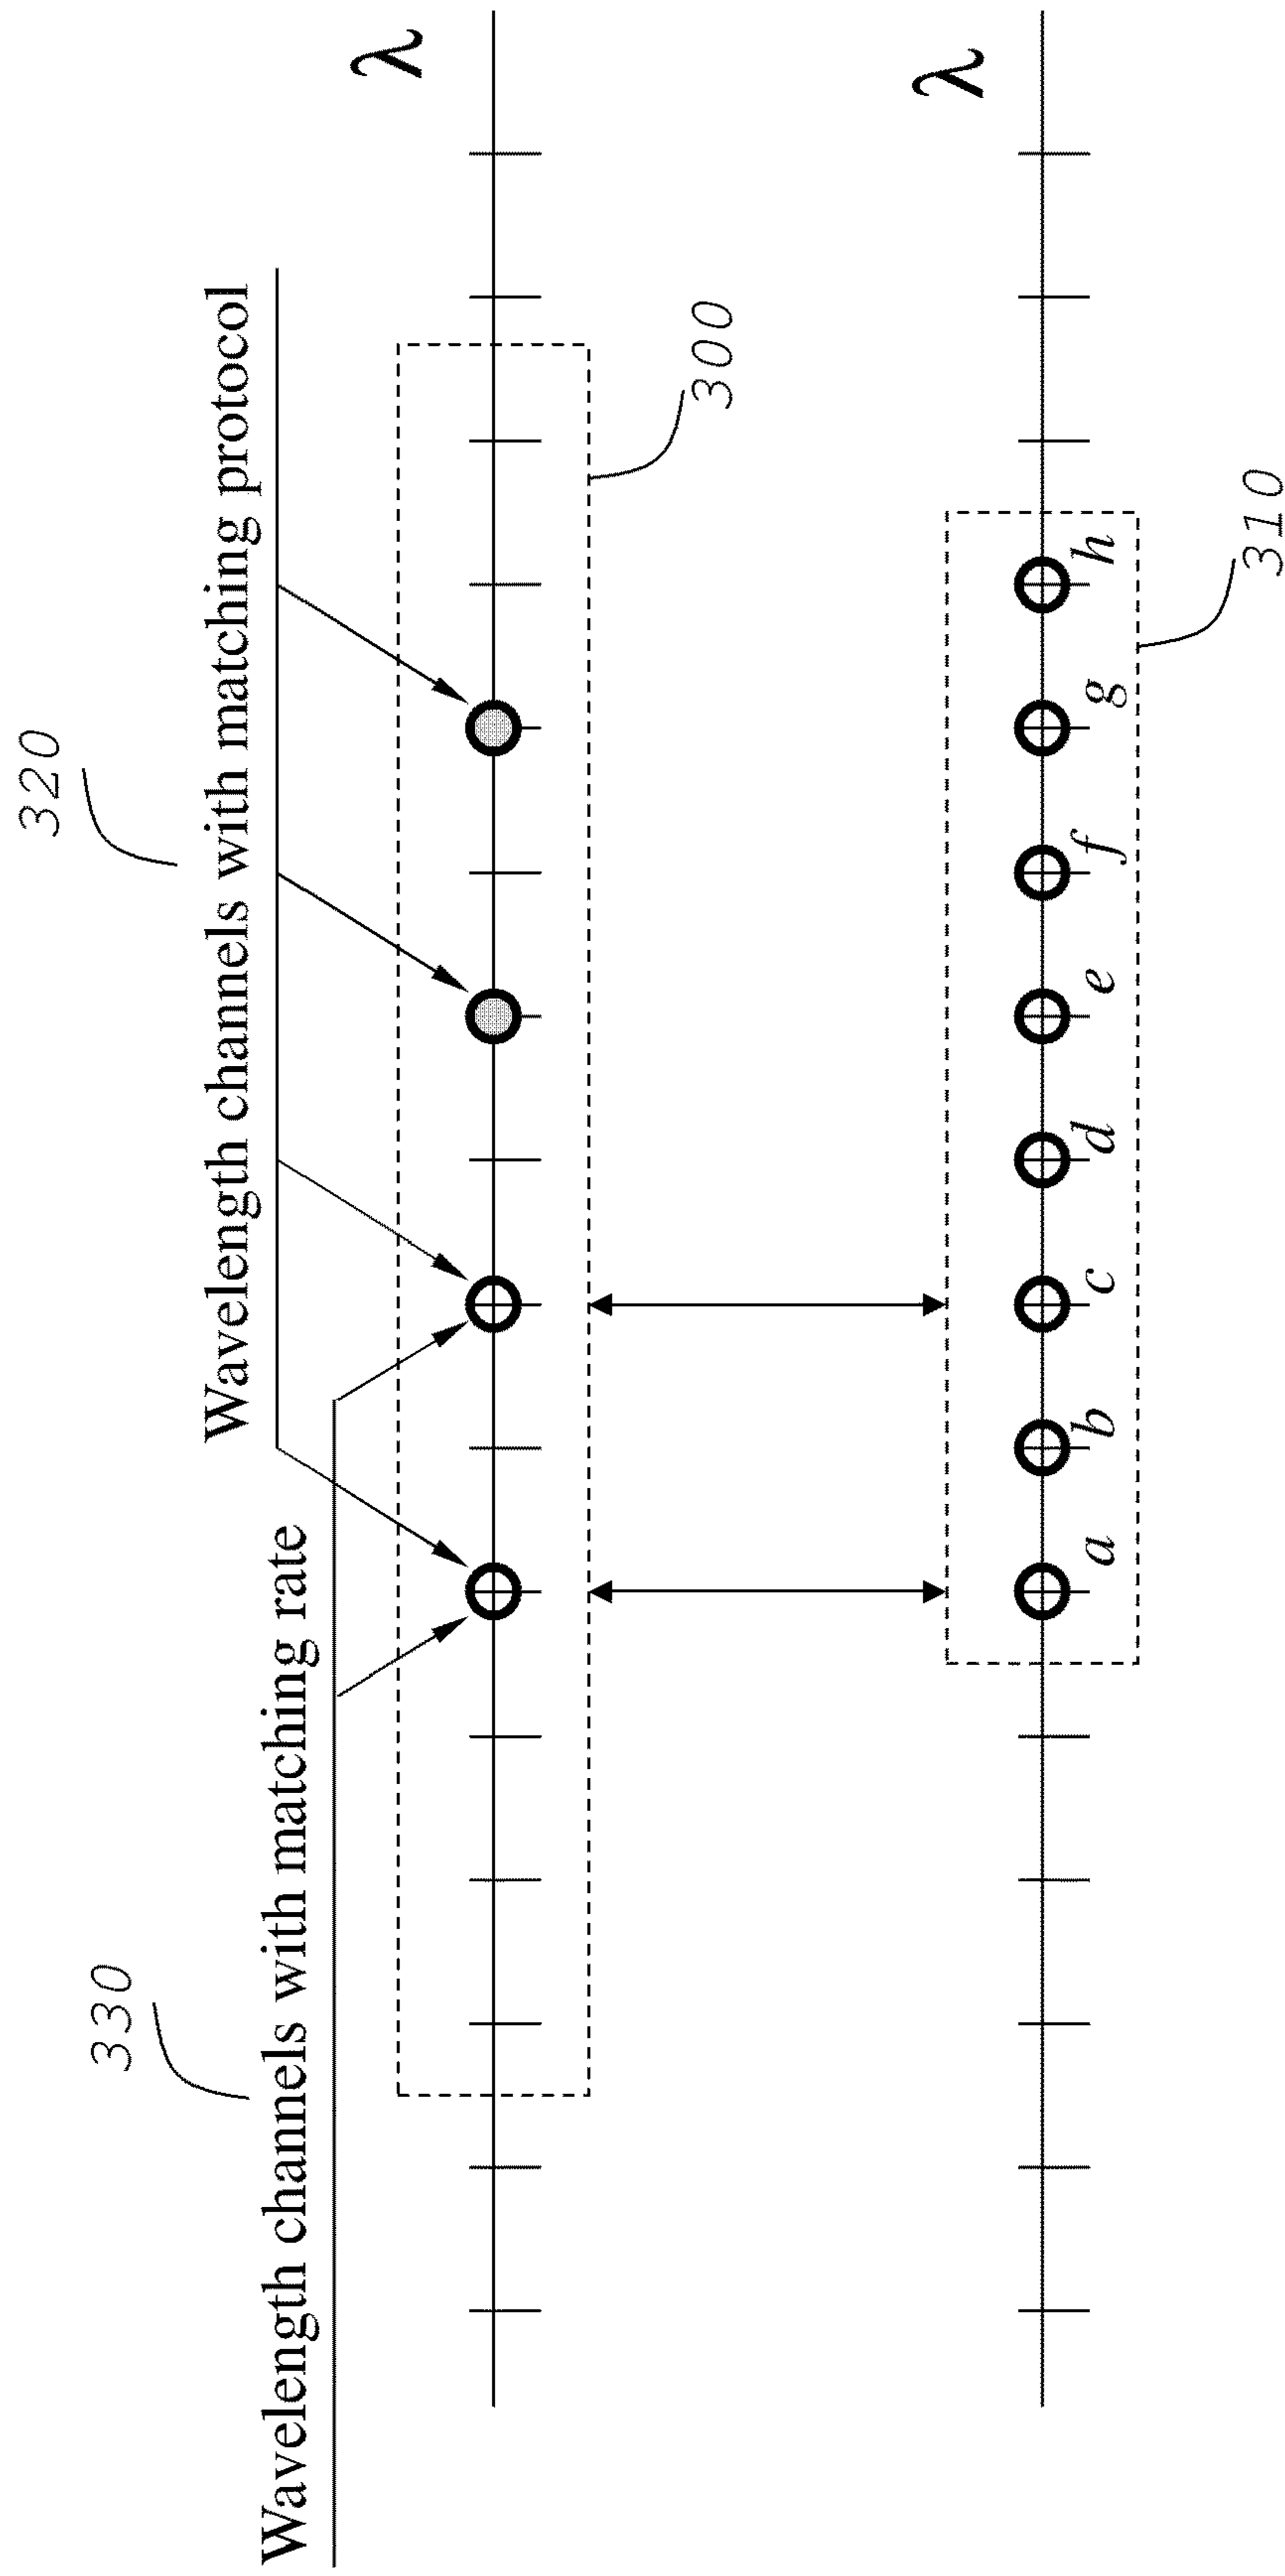 320
Wavelength channels with matching protocol
330
Wavelength channels with matching rate
λ
300
λ
a b c d e f g h
310